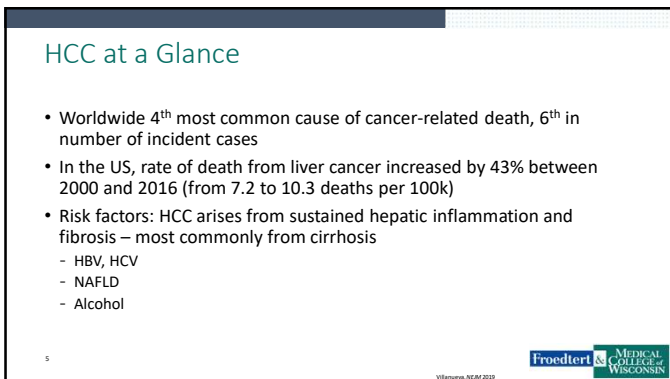 HCC at a Glance
• Worldwide 4th most common cause of cancer-related death, 6th in
number of incident cases
• In the US, rate of death from liver cancer increased by 43% between
2000 and 2016 (from 7.2 to 10.3 deaths per 100k)
• Risk factors: HCC arises from sustained hepatic inflammation and
fibrosis – most commonly from cirrhosis
- HBV, HCV
- NAFLD
- Alcohol
5
Villanueva. NEJM 2019
Froedtert & MEDICAL
COLLEGE of
WISCONSIN